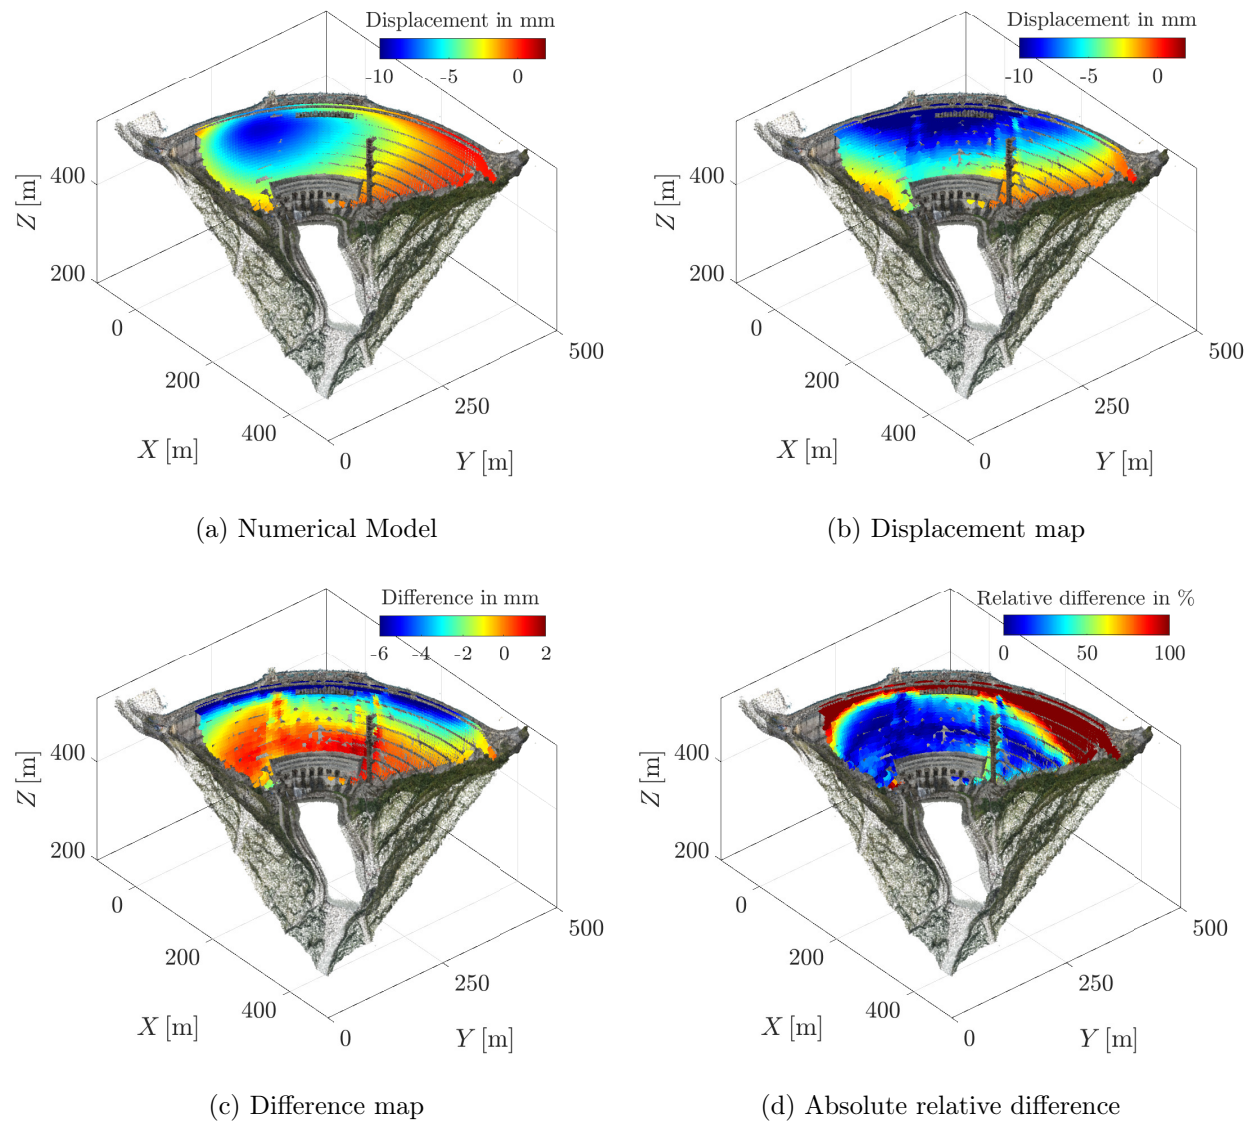 Displacement in mm
-10 -5 0
400
Z [m]
200
0
200
400
X [m]
0
250
500
Y [m]
(a) Numerical Model
Displacement in mm
-10 -5 0
400
Z [m]
200
0
200
400
X [m]
0
250
500
Y [m]
(b) Displacement map
Difference in mm
-6 -4 -2 0 2
400
Z [m]
200
0
200
400
X [m]
0
250
500
Y [m]
(c) Difference map
Relative difference in %
0 50 100
400
Z [m]
200
0
200
400
X [m]
0
250
500
Y [m]
(d) Absolute relative difference